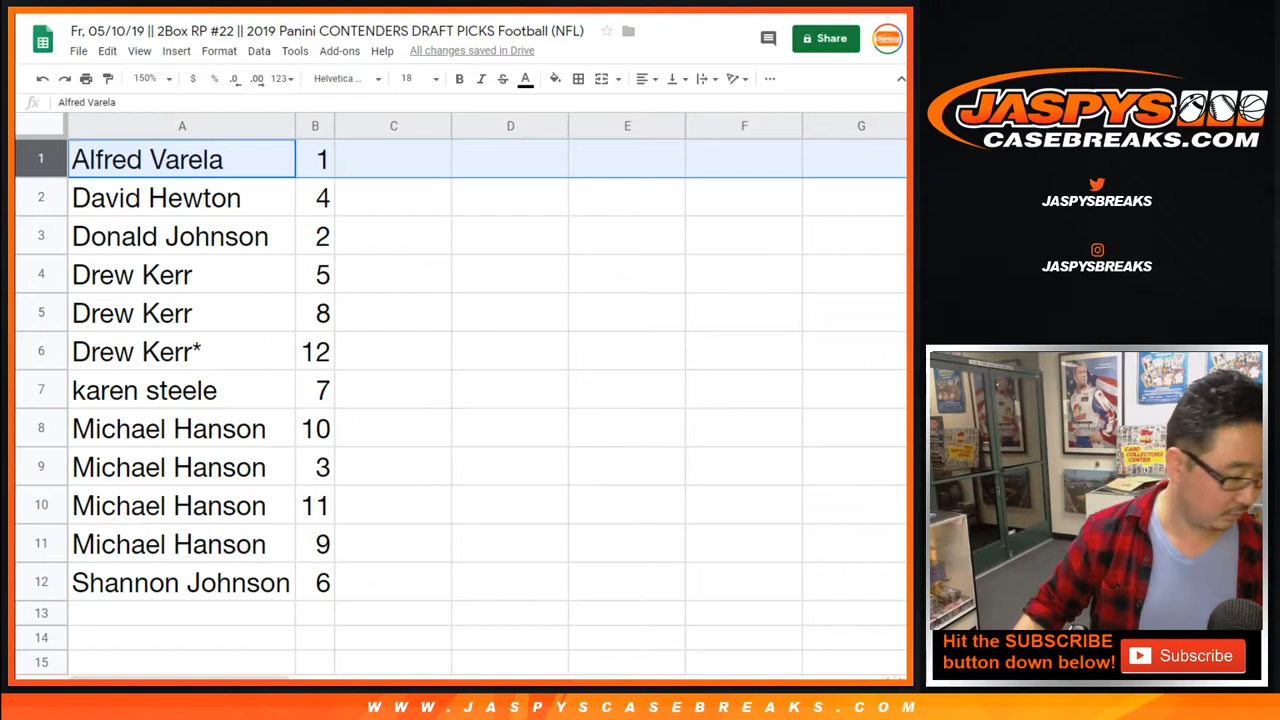 Fr, 05/10/19 || 2Box RP #22 || 2019 Panini CONTENDERS DRAFT PICKS Football (NFL)
File Edit View Insert Format Data Tools Add-ons Help All changes saved in Drive
Share
150% $ % .0 .00 123 Helvetica ... 18 B I S A
fx Alfred Varela
A B C D E F G
1 Alfred Varela 1
2 David Hewton 4
3 Donald Johnson 2
4 Drew Kerr 5
5 Drew Kerr 8
6 Drew Kerr* 12
7 karen steele 7
8 Michael Hanson 10
9 Michael Hanson 3
10 Michael Hanson 11
11 Michael Hanson 9
12 Shannon Johnson 6
13
14
15
JASPYS
CASEBREAKS.COM
JASPYSBREAKS
JASPYSBREAKS
Hit the SUBSCRIBE
button down below!
Subscribe
WWW.JASPYSCASEBREAKS.COM